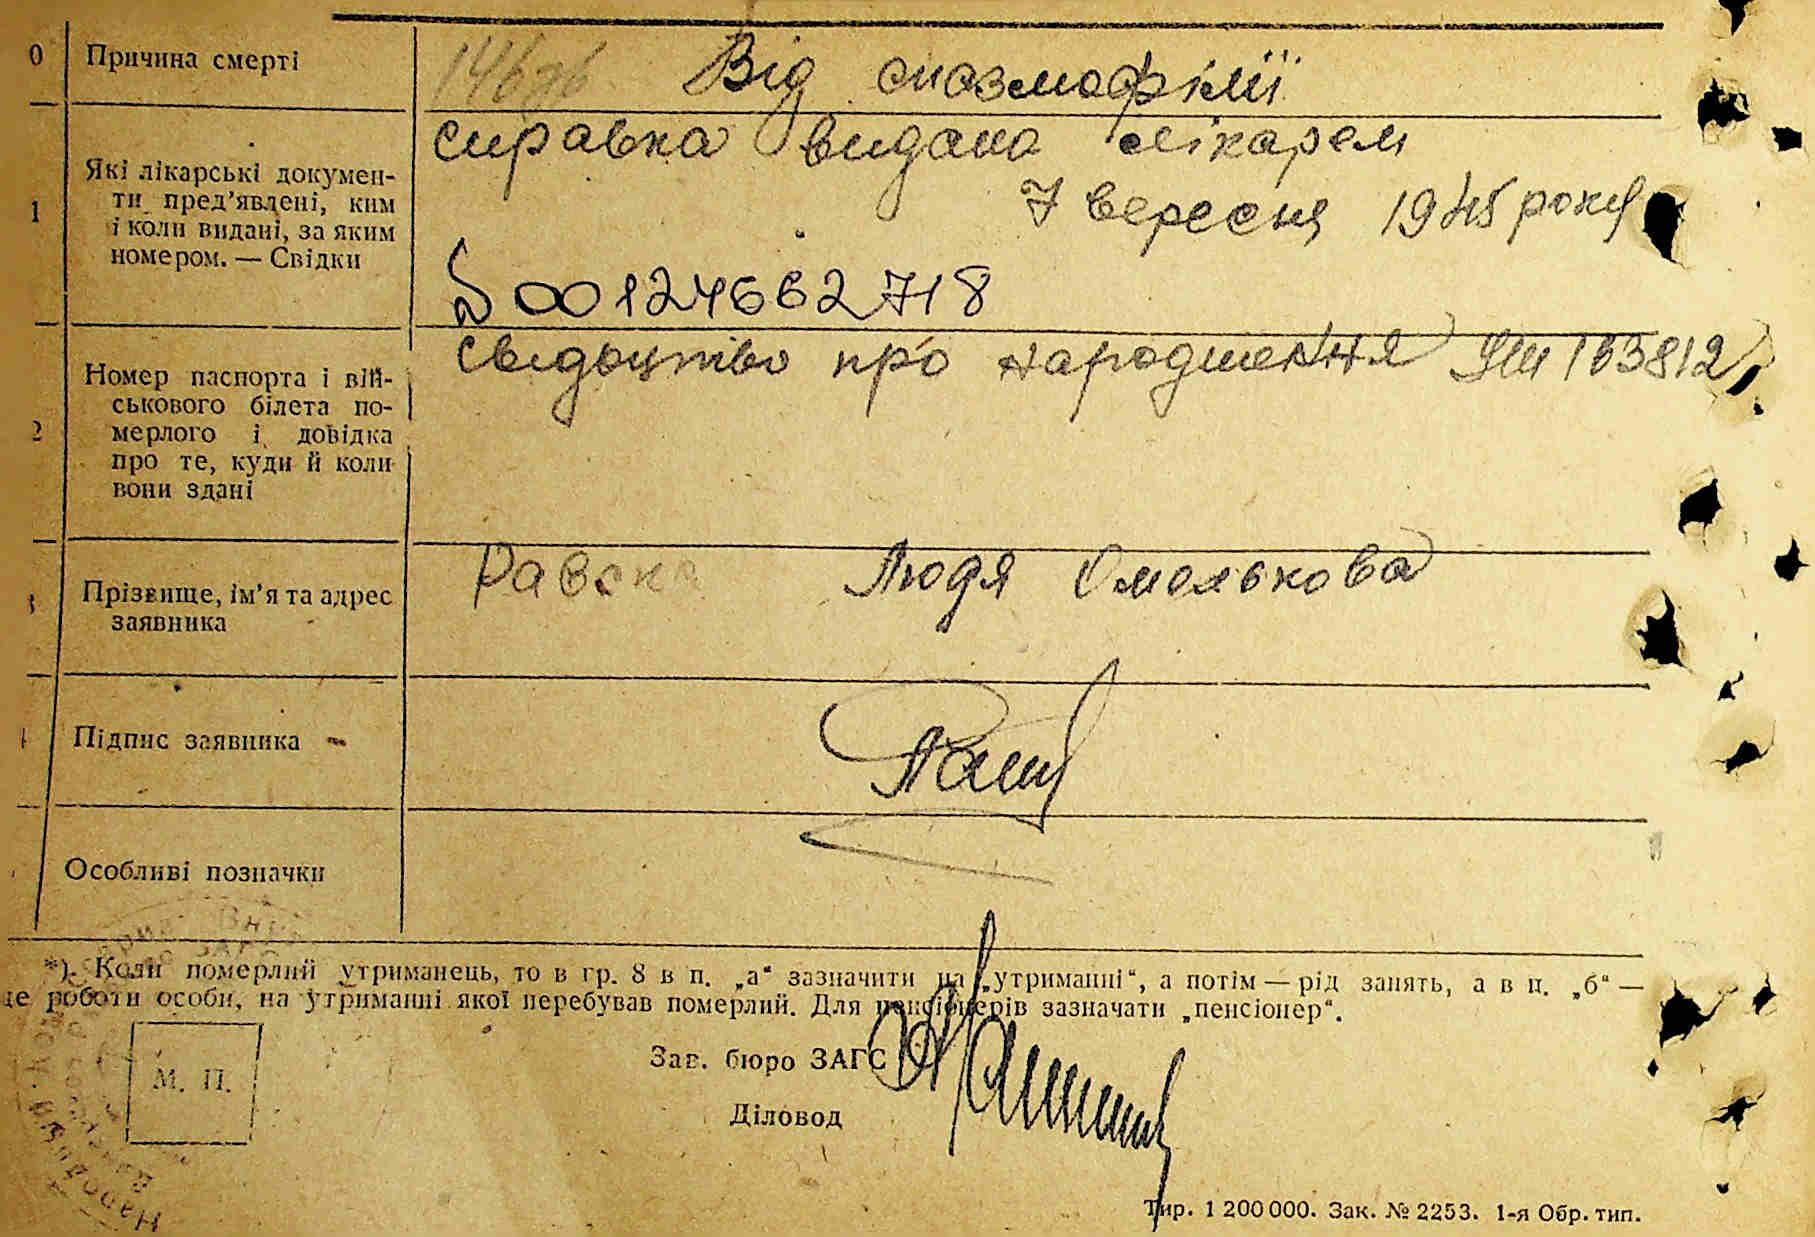 0 Причина смерті
Від спазмофілії
1 Які лікарські докумен-
ти пред'явлені, ким
і коли видані, за яким
номером. — Свідки
справка видана лікарем
7 вересня 1945 року
00124662718
2 Номер паспорта і вій-
ськового білета по-
мерлого і довідка
про те, куди й коли
вони здані
свідоцтво про народження
Прізвище, ім'я та адрес
заявника
Людя Омелькова
Підпис заявника
Особливі позначки
*). Коли померлий утриманець, то в гр. 8 в п. „а“ зазначити на „утриманні“, а потім — рід занять, а в п. „б“ —
це роботи особи, на утриманні якої перебував померлий. Для пенсіонерів зазначати „пенсіонер“.
М. П.
Зав. бюро ЗАГС
Діловод
Тир. 1 200 000. Зак. № 2253. 1-я Обр. тип.